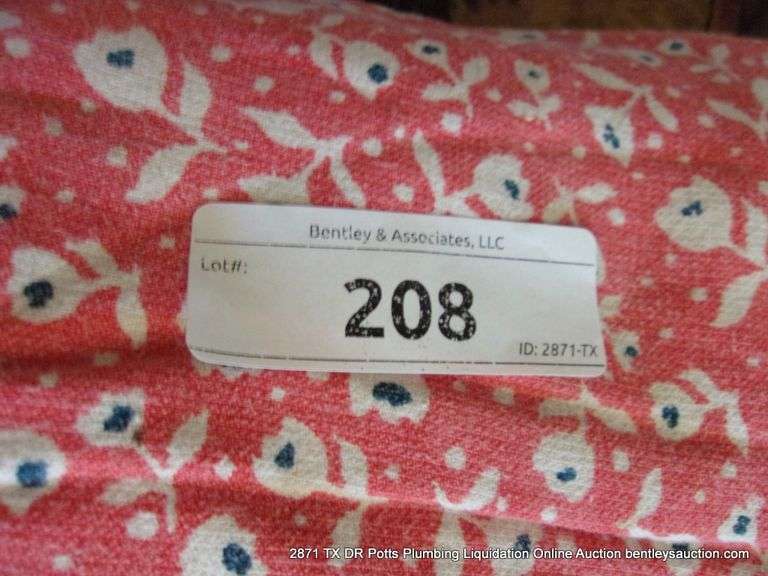 Bentley & Associates, LLC
Lot#:
208
ID: 2871-TX
2871 TX DR Potts Plumbing Liquidation Online Auction bentleysauction.com